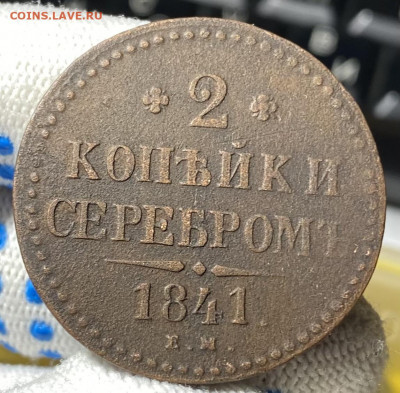 COINS.LAVE.RU
2
КОПѢЙКИ
СЕРЕБРОМЪ
1841
Е.М.